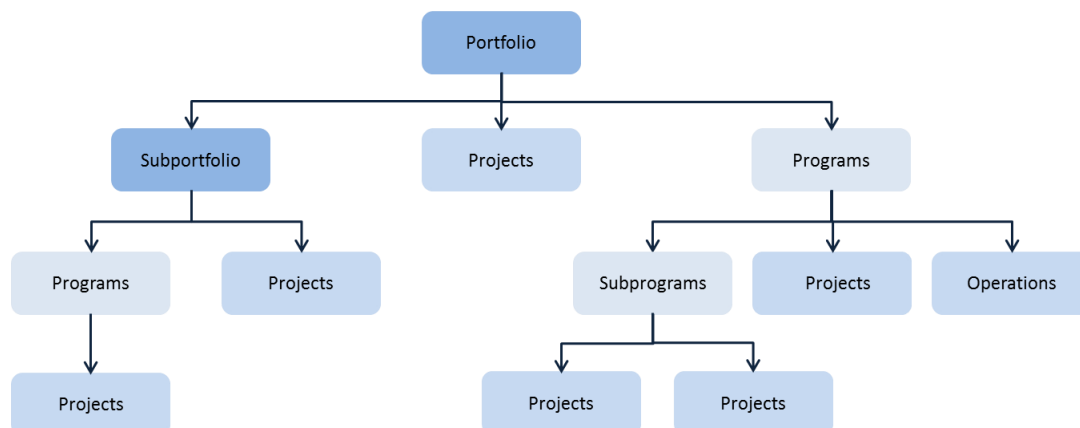 Portfolio
Subportfolio
Projects
Programs
Programs
Projects
Subprograms
Projects
Operations
Projects
Projects
Projects